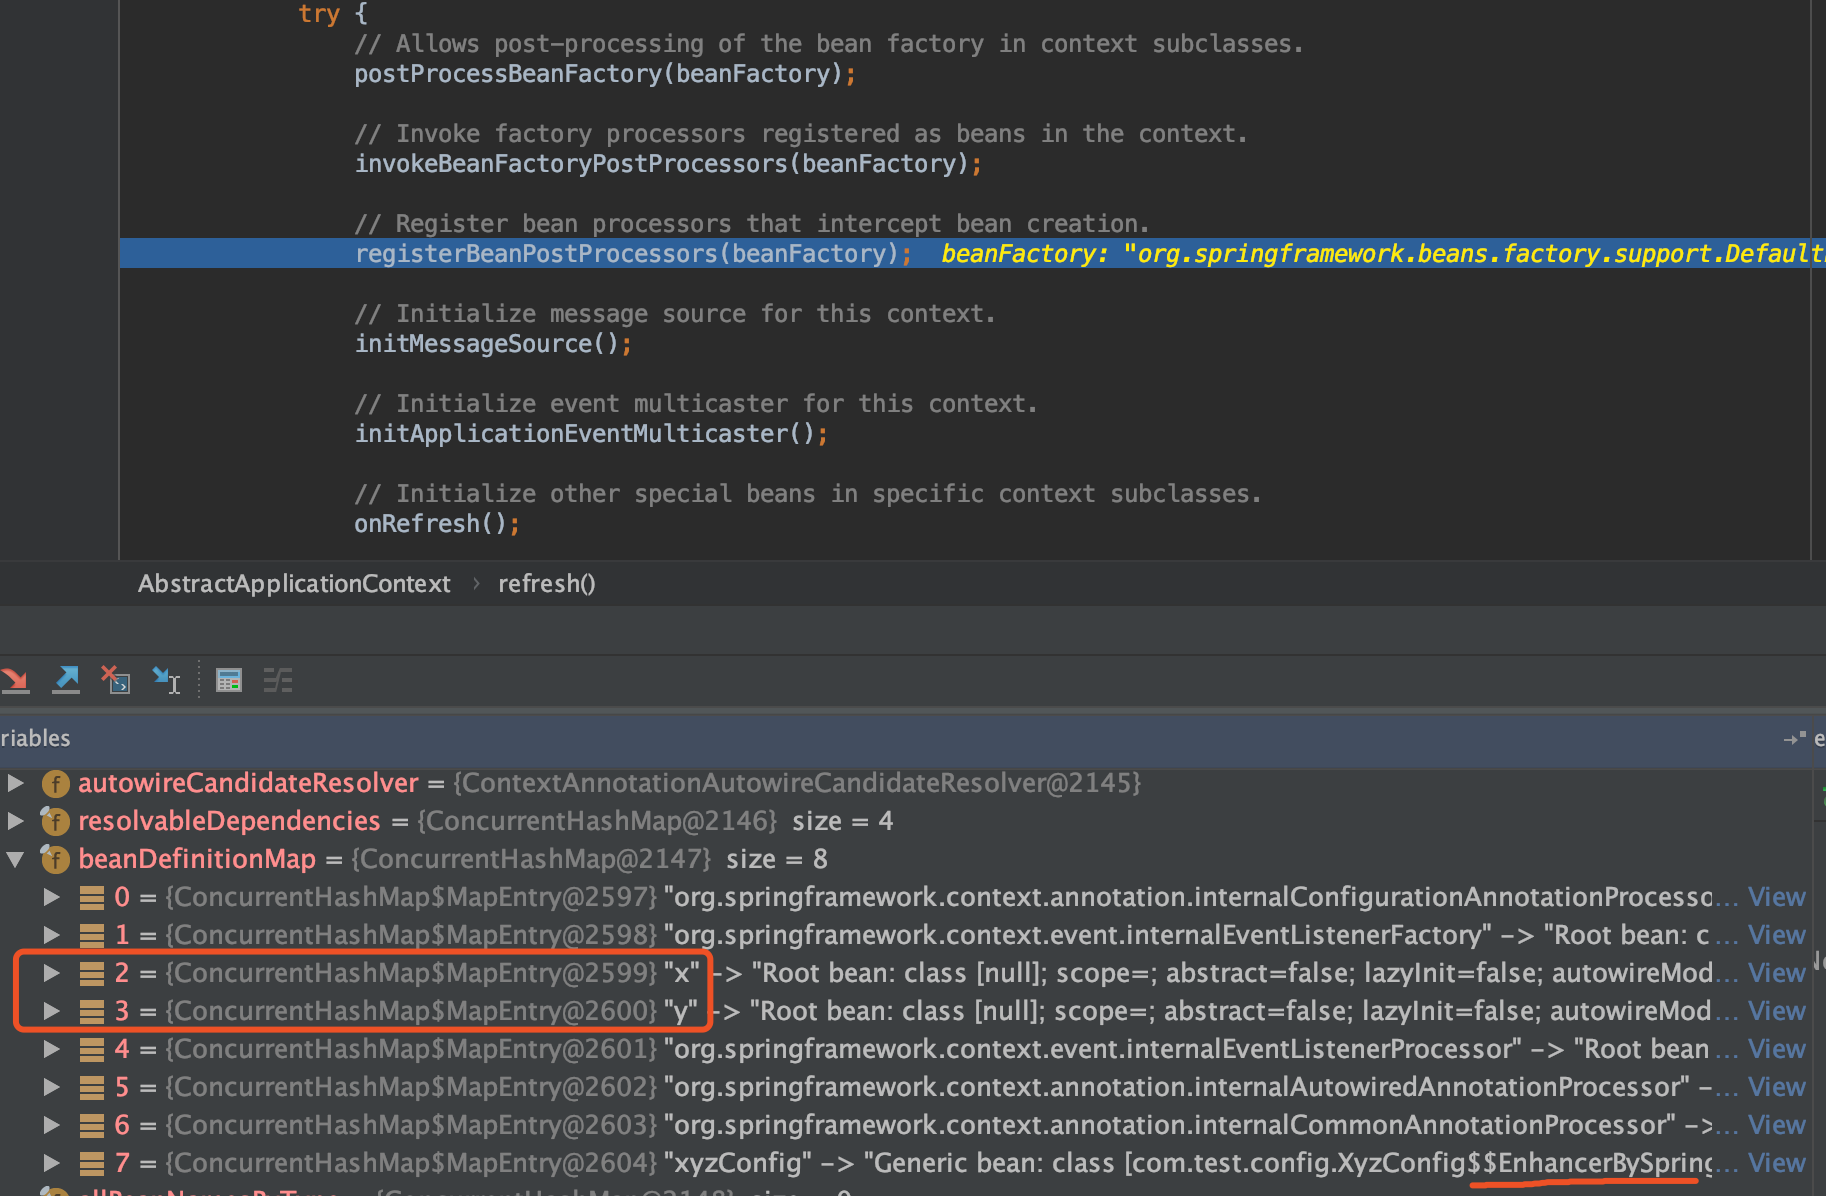 try {
// Allows post-processing of the bean factory in context subclasses.
postProcessBeanFactory(beanFactory);
// Invoke factory processors registered as beans in the context.
invokeBeanFactoryPostProcessors(beanFactory);
// Register bean processors that intercept bean creation.
registerBeanPostProcessors(beanFactory); beanFactory: "org.springframework.beans.factory.support.Default
// Initialize message source for this context.
initMessageSource();
// Initialize event multicaster for this context.
initApplicationEventMulticaster();
// Initialize other special beans in specific context subclasses.
onRefresh();
AbstractApplicationContext › refresh()
riables
autowireCandidateResolver = {ContextAnnotationAutowireCandidateResolver@2145}
resolvableDependencies = {ConcurrentHashMap@2146} size = 4
beanDefinitionMap = {ConcurrentHashMap@2147} size = 8
0 = {ConcurrentHashMap$MapEntry@2597} "org.springframework.context.annotation.internalConfigurationAnnotationProcesso... View
1 = {ConcurrentHashMap$MapEntry@2598} "org.springframework.context.event.internalEventListenerFactory" -> "Root bean: c... View
2 = {ConcurrentHashMap$MapEntry@2599} "x" -> "Root bean: class [null]; scope=; abstract=false; lazyInit=false; autowireMod... View
3 = {ConcurrentHashMap$MapEntry@2600} "y" -> "Root bean: class [null]; scope=; abstract=false; lazyInit=false; autowireMod... View
4 = {ConcurrentHashMap$MapEntry@2601} "org.springframework.context.event.internalEventListenerProcessor" -> "Root bean ... View
5 = {ConcurrentHashMap$MapEntry@2602} "org.springframework.context.annotation.internalAutowiredAnnotationProcessor" -... View
6 = {ConcurrentHashMap$MapEntry@2603} "org.springframework.context.annotation.internalCommonAnnotationProcessor" ->... View
7 = {ConcurrentHashMap$MapEntry@2604} "xyzConfig" -> "Generic bean: class [com.test.config.XyzConfig$$EnhancerBySpring... View